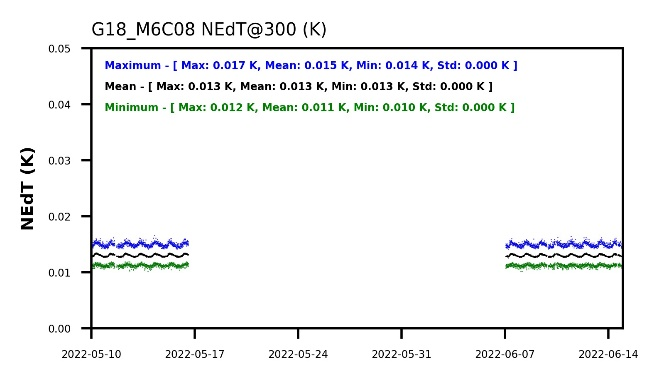 G18_M6C08 NEdT@300 (K)
0.05
Maximum - [ Max: 0.017 K, Mean: 0.015 K, Min: 0.014 K, Std: 0.000 K ]
Mean - [ Max: 0.013 K, Mean: 0.013 K, Min: 0.013 K, Std: 0.000 K ]
Minimum - [ Max: 0.012 K, Mean: 0.011 K, Min: 0.010 K, Std: 0.000 K ]
0.04
0.03
NEdT (K)
0.02
0.01
0.00
2022-05-10 2022-05-17 2022-05-24 2022-05-31 2022-06-07 2022-06-14